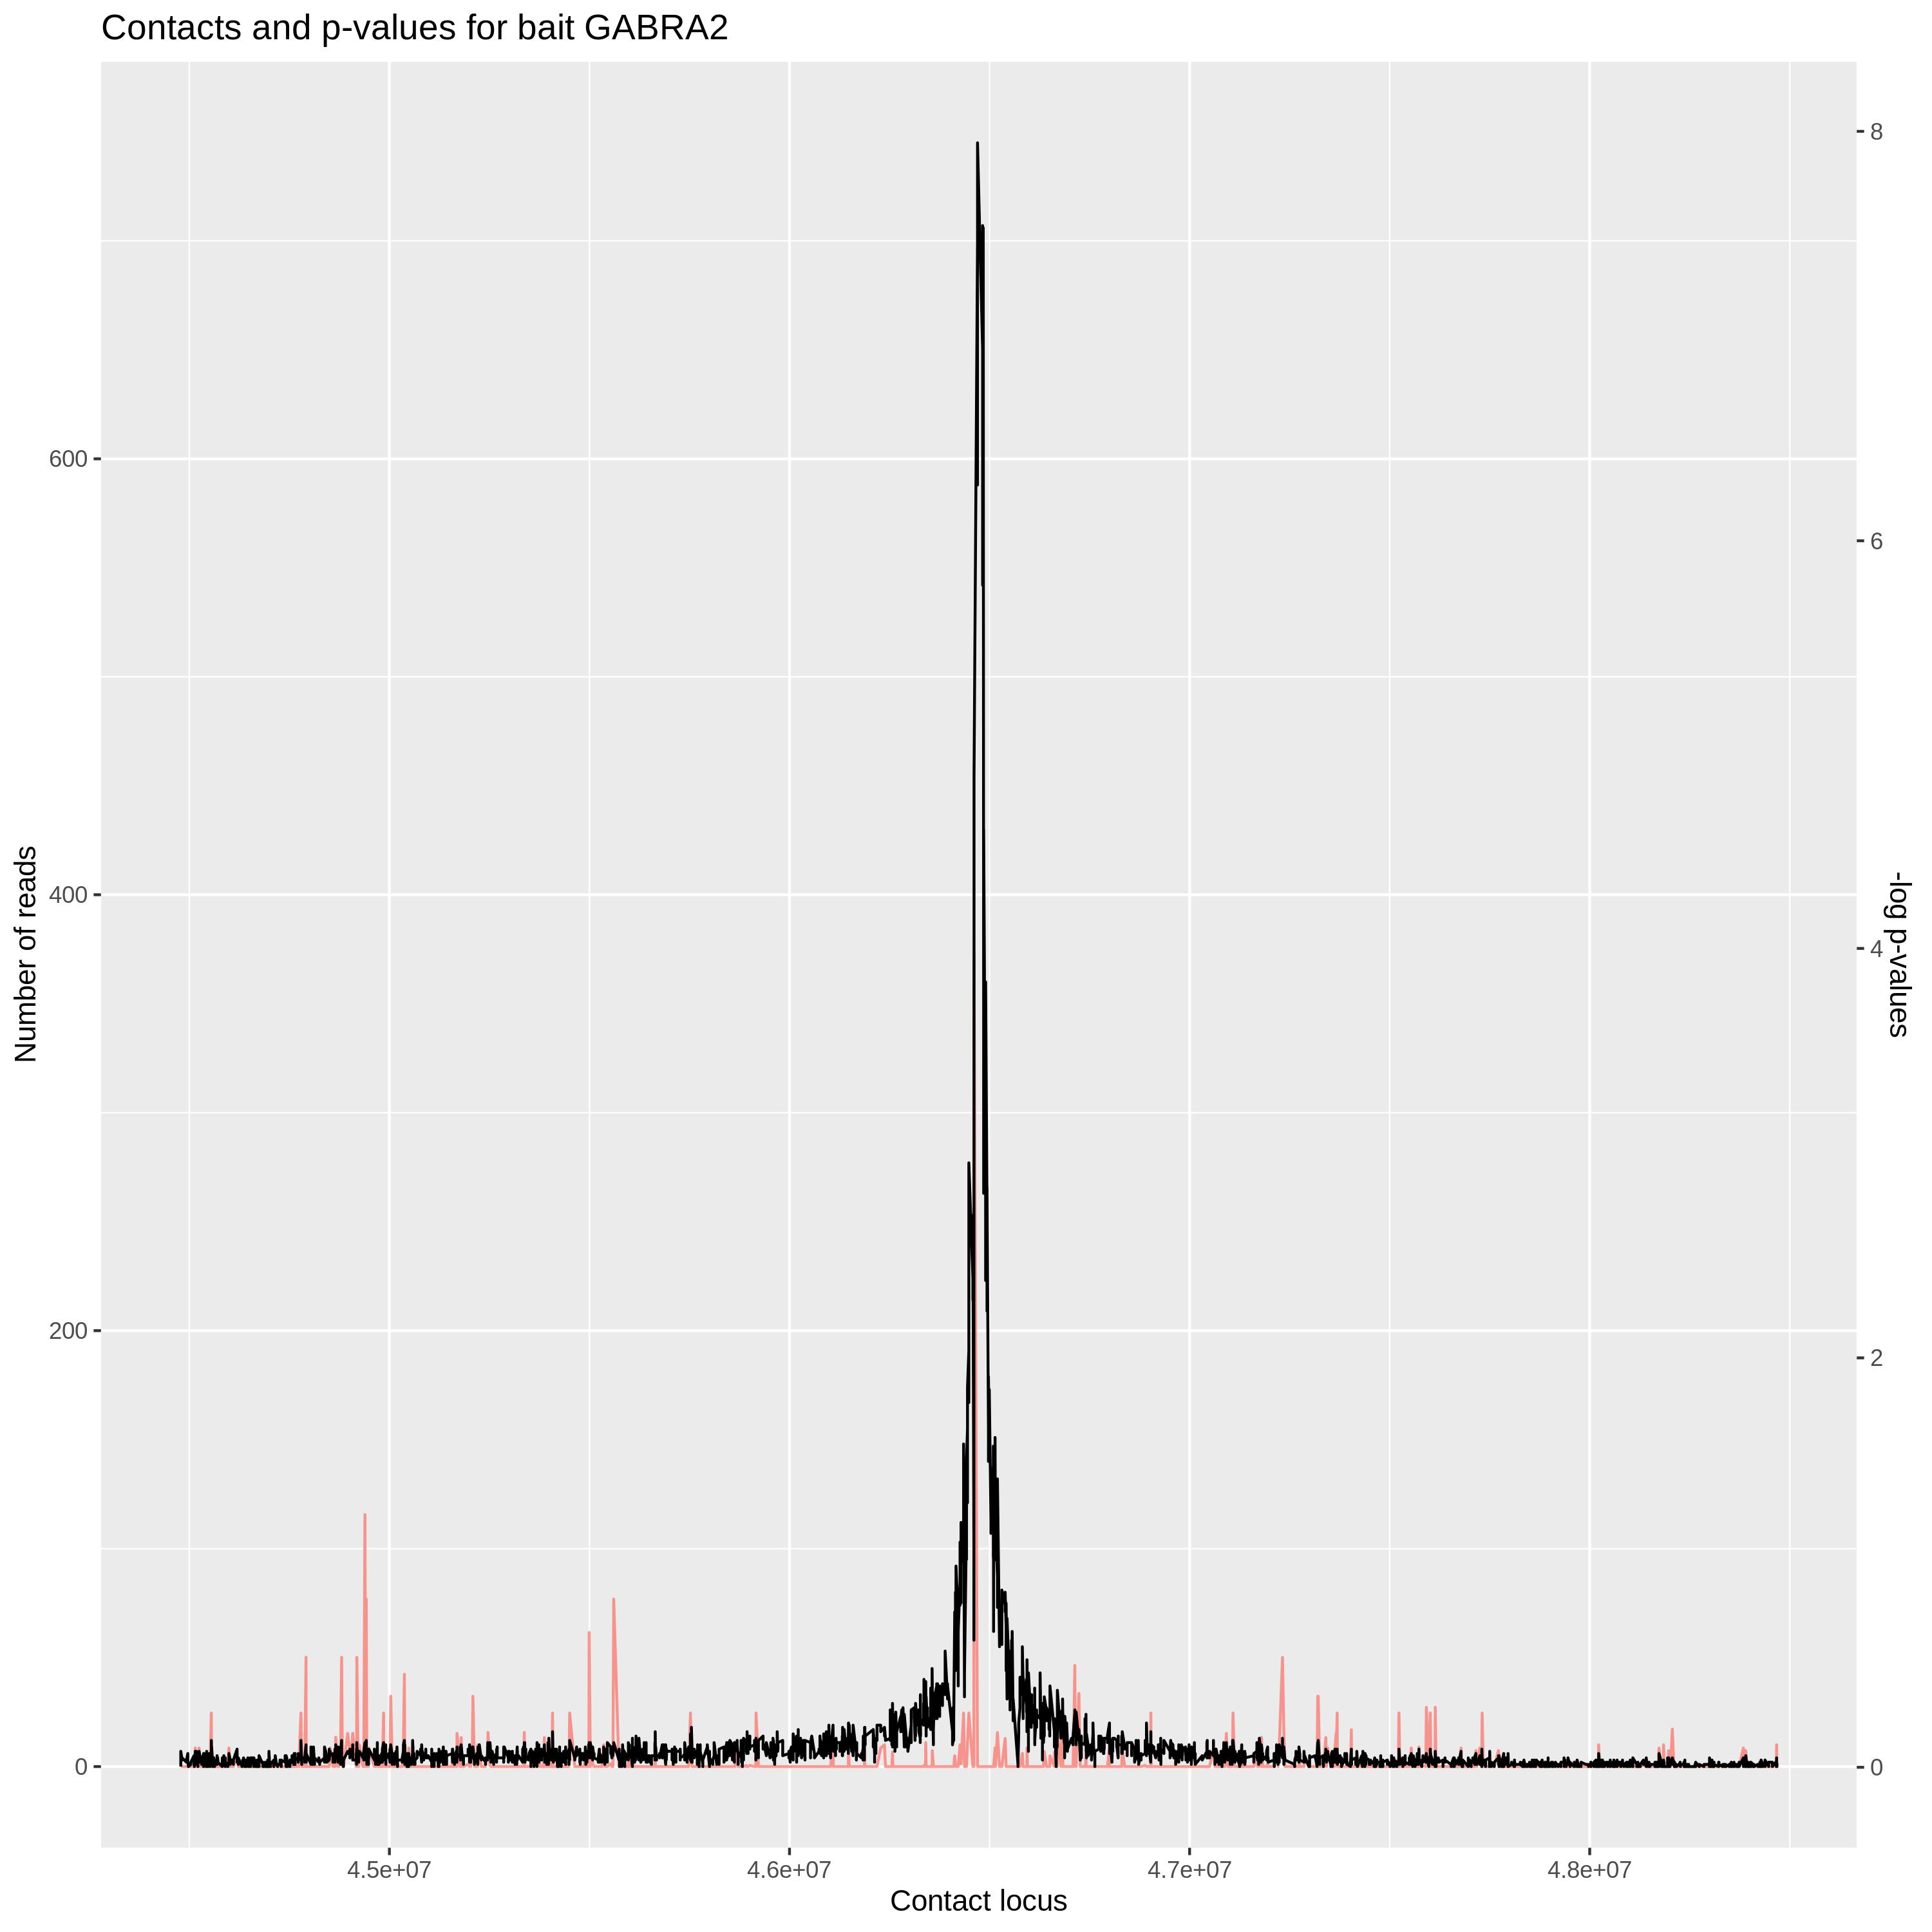 Contacts and p-values for bait GABRA2
Number of reads
600
400
200
0
8
6
4
2
0
-log p-values
4.5e+07 4.6e+07 4.7e+07 4.8e+07
Contact locus